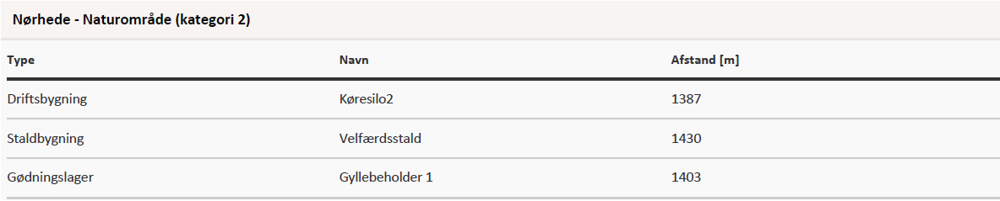 Nørhede - Naturområde (kategori 2)
Type Navn Afstand [m]
Driftsbygning Køresilo2 1387
Staldbygning Velfærdsstald 1430
Gødningslager Gyllebeholder 1 1403